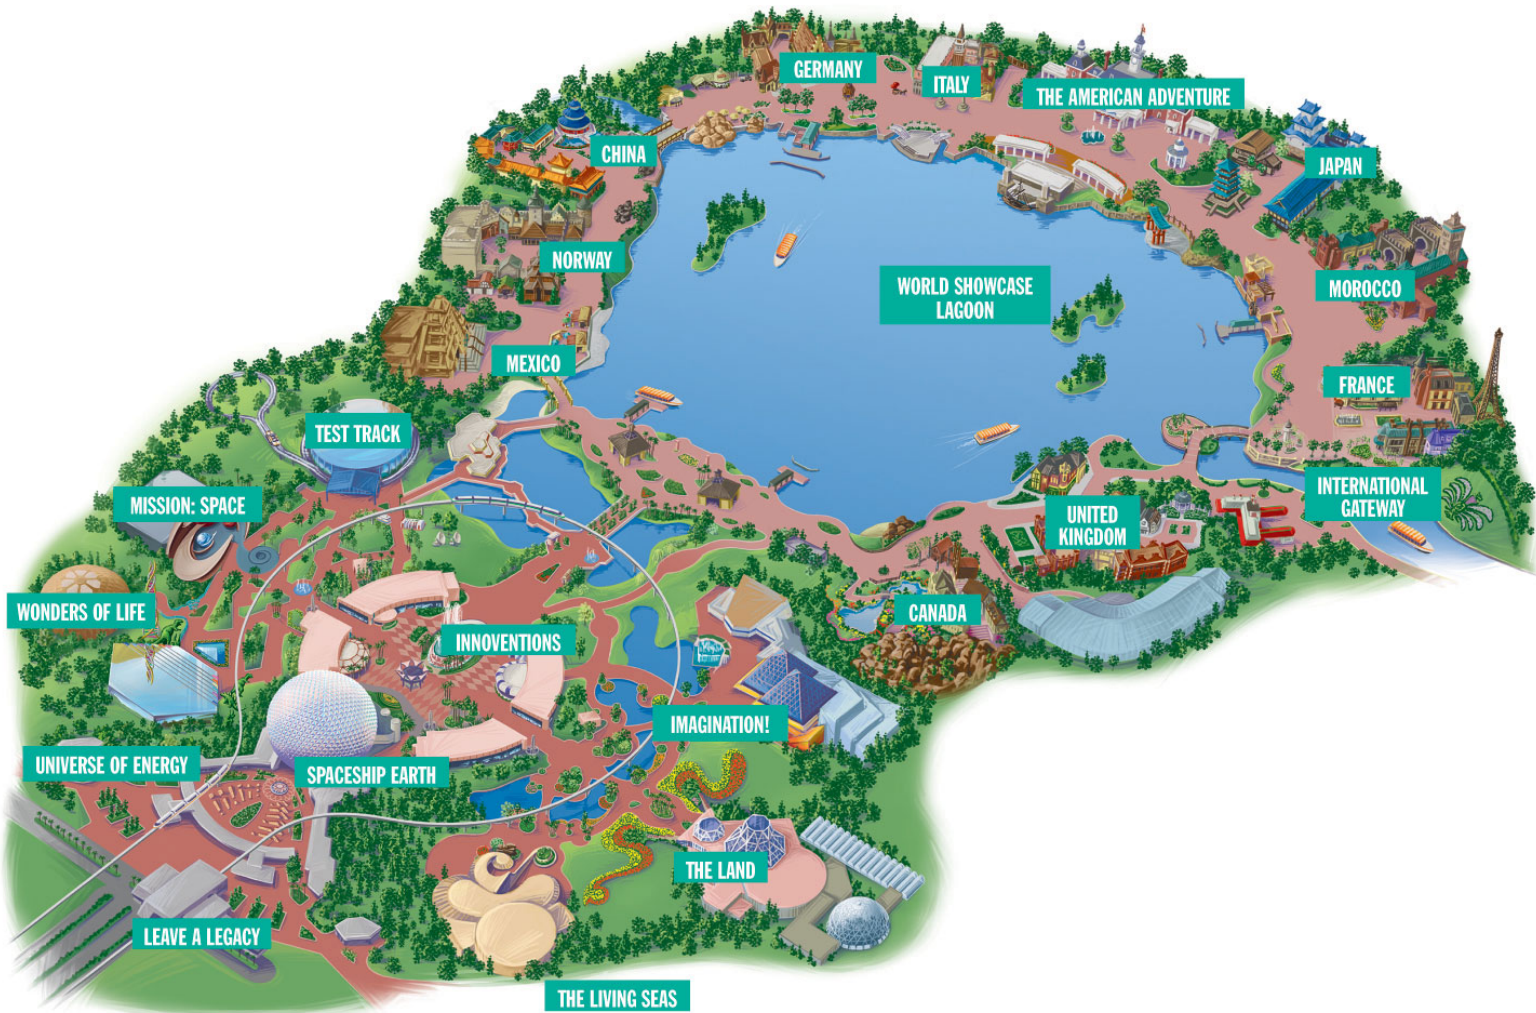 GERMANY
ITALY
THE AMERICAN ADVENTURE
CHINA
JAPAN
NORWAY
WORLD SHOWCASE
LAGOON
MOROCCO
MEXICO
FRANCE
TEST TRACK
MISSION: SPACE
INTERNATIONAL
GATEWAY
UNITED
KINGDOM
WONDERS OF LIFE
CANADA
INNOVENTIONS
IMAGINATION!
UNIVERSE OF ENERGY
SPACESHIP EARTH
THE LAND
LEAVE A LEGACY
THE LIVING SEAS